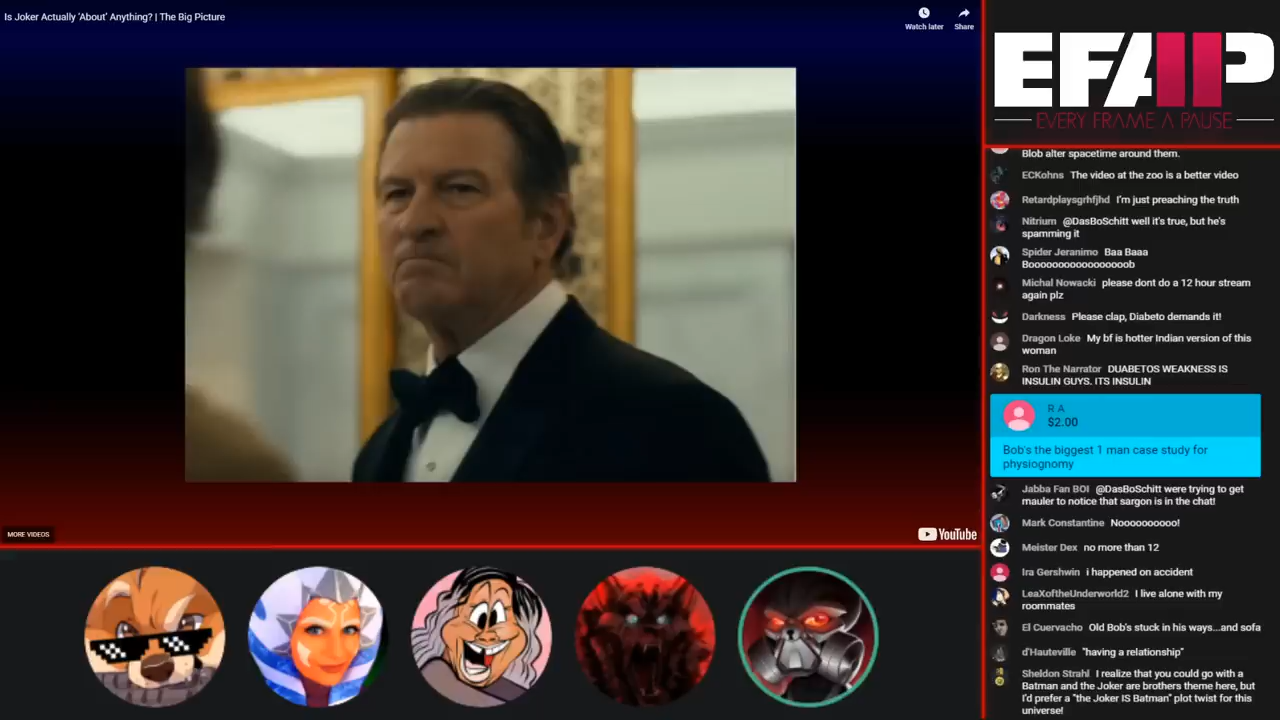 Is Joker Actually 'About' Anything? | The Big Picture
Watch later
Share
MORE VIDEOS
YouTube
EFAP
EVERY FRAME A PAUSE
Blob alter spacetime around them.
ECKohns The video at the zoo is a better video
Retardplaysgrhfjhd I'm just preaching the truth
Nitrium @DasBoSchitt well it's true, but he's
spamming it
Spider Jeranimo Baa Baaa
Booooooooooooooooob
Michal Nowacki please dont do a 12 hour stream
again plz
Darkness Please clap, Diabeto demands it!
Dragon Loke My bf is hotter Indian version of this
woman
Ron The Narrator DUABETOS WEAKNESS IS
INSULIN GUYS. ITS INSULIN
R A
$2.00
Bob's the biggest 1 man case study for
physiognomy
Jabba Fan BOI @DasBoSchitt were trying to get
mauler to notice that sargon is in the chat!
Mark Constantine Noooooooooo!
Meister Dex no more than 12
Ira Gershwin i happened on accident
LeaXoftheUnderworld2 I live alone with my
roommates
El Cuervacho Old Bob's stuck in his ways...and sofa
d'Hauteville "having a relationship"
Sheldon Strahl I realize that you could go with a
Batman and the Joker are brothers theme here, but
I'd prefer a "the Joker IS Batman" plot twist for this
universe!